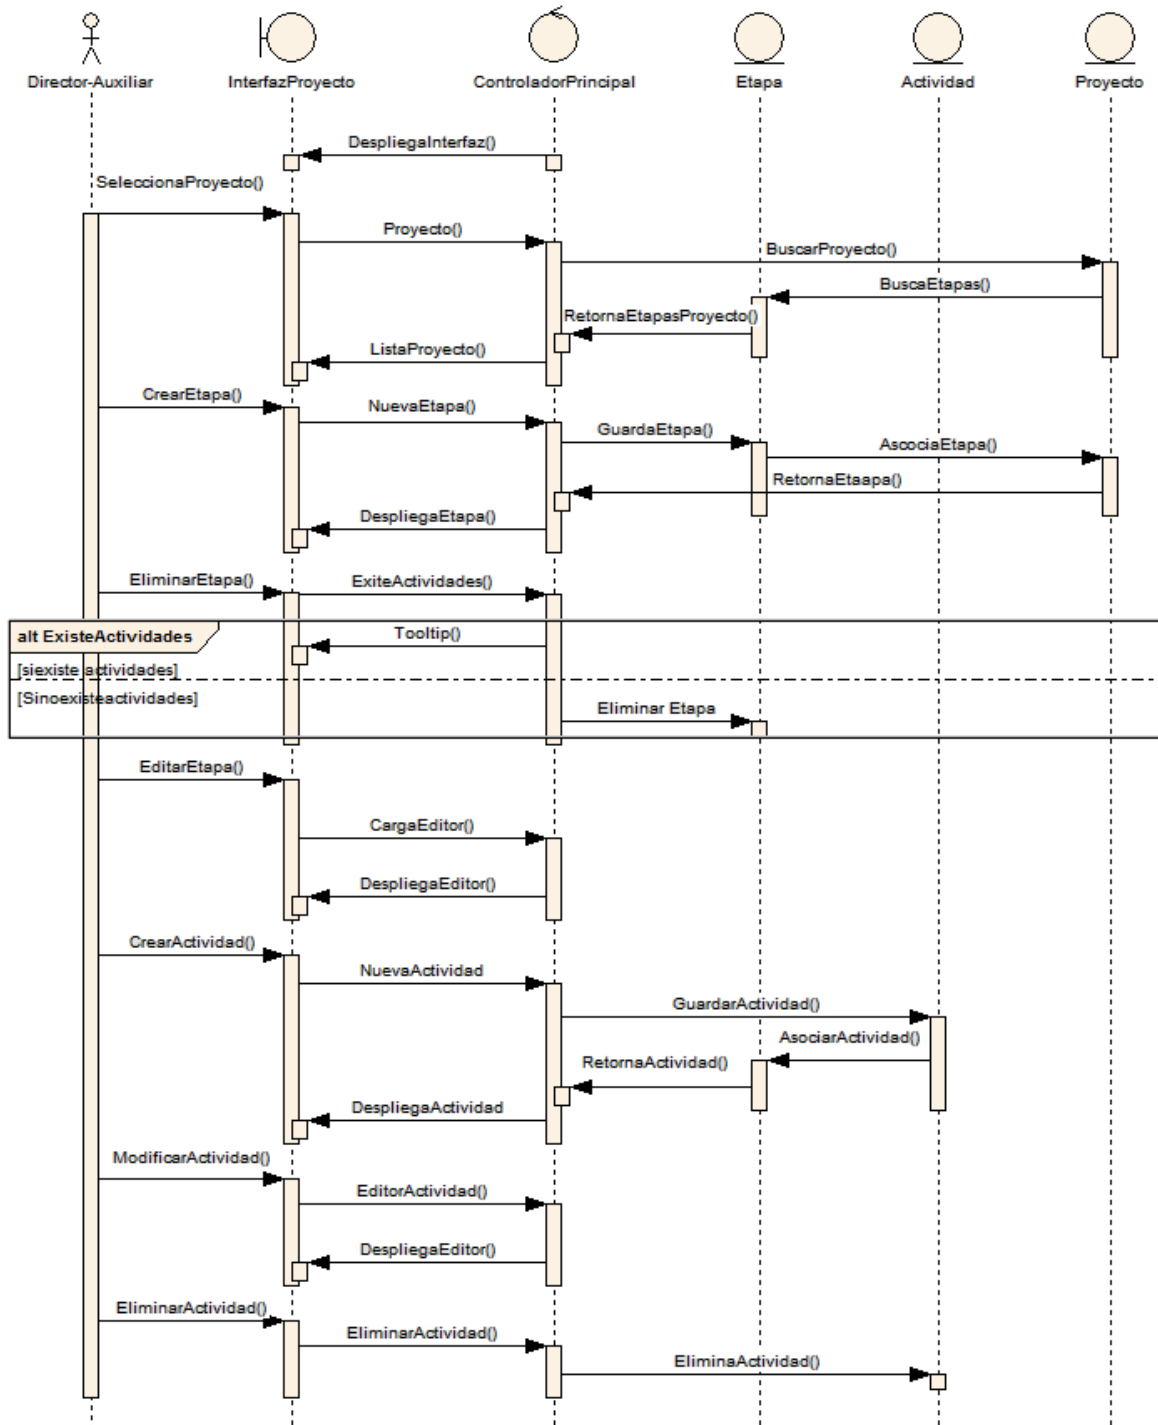 Director-Auxiliar
InterfazProyecto
ControladorPrincipal
Etapa
Actividad
Proyecto
DespliegaInterfaz()
SeleccionaProyecto()
Proyecto()
BuscarProyecto()
BuscaEtapas()
RetornaEtapasProyecto()
ListaProyecto()
CrearEtapa()
NuevaEtapa()
GuardaEtapa()
AscociaEtapa()
RetornaEtaapa()
DespliegaEtapa()
EliminarEtapa()
ExiteActividades()
alt ExisteActividades
Tooltip()
[siexiste actividades]
[Sinoexisteactividades]
Eliminar Etapa
EditarEtapa()
CargaEditor()
DespliegaEditor()
CrearActividad()
NuevaActividad
GuardarActividad()
AsociarActividad()
RetornaActividad()
DespliegaActividad
ModificarActividad()
EditorActividad()
DespliegaEditor()
EliminarActividad()
EliminarActividad()
EliminaActividad()